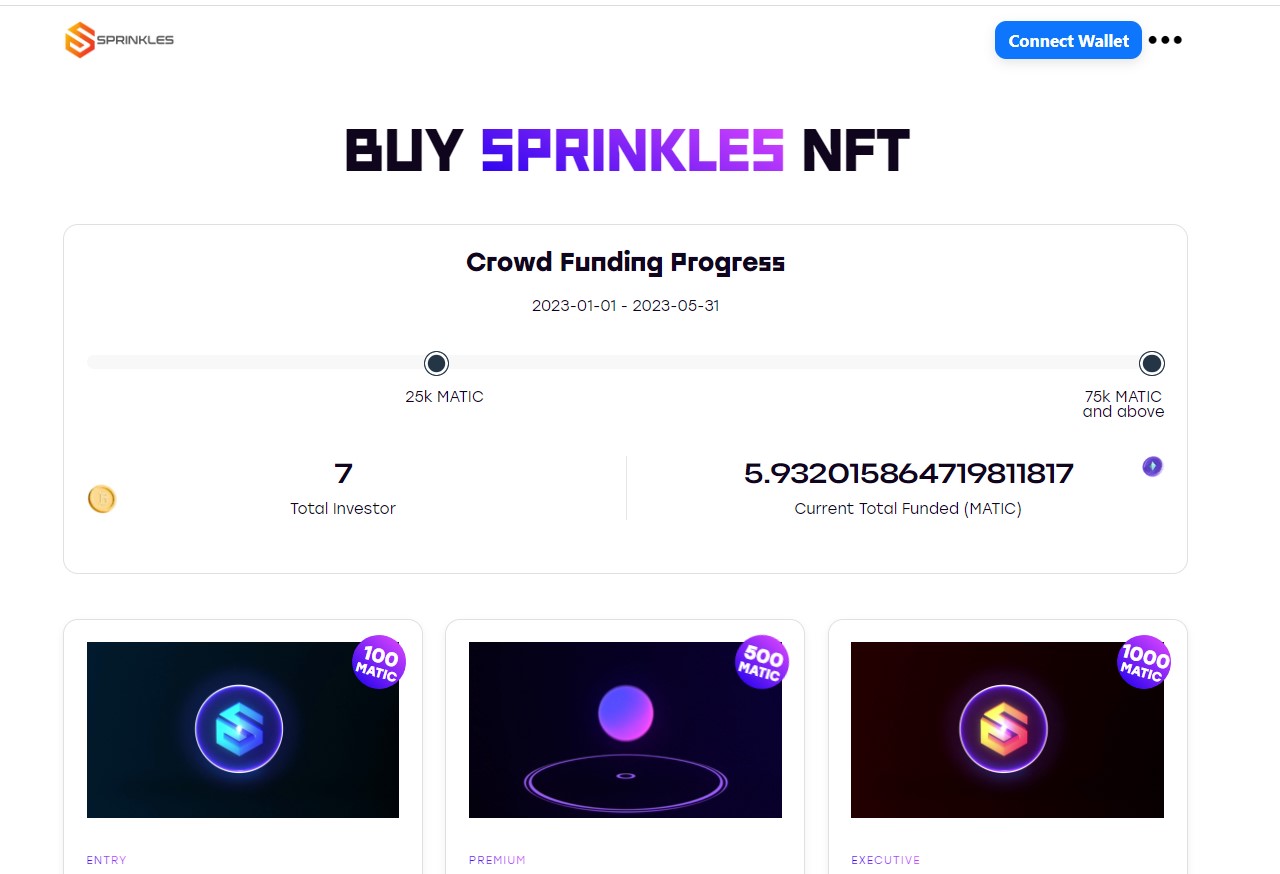 SPRINKLES
Connect Wallet
BUY SPRINKLES NFT
Crowd Funding Progress
2023-01-01 - 2023-05-31
25k MATIC
75k MATIC
and above
7
Total Investor
5.932015864719811817
Current Total Funded (MATIC)
100
MATIC
500
MATIC
1000
MATIC
ENTRY
PREMIUM
EXECUTIVE